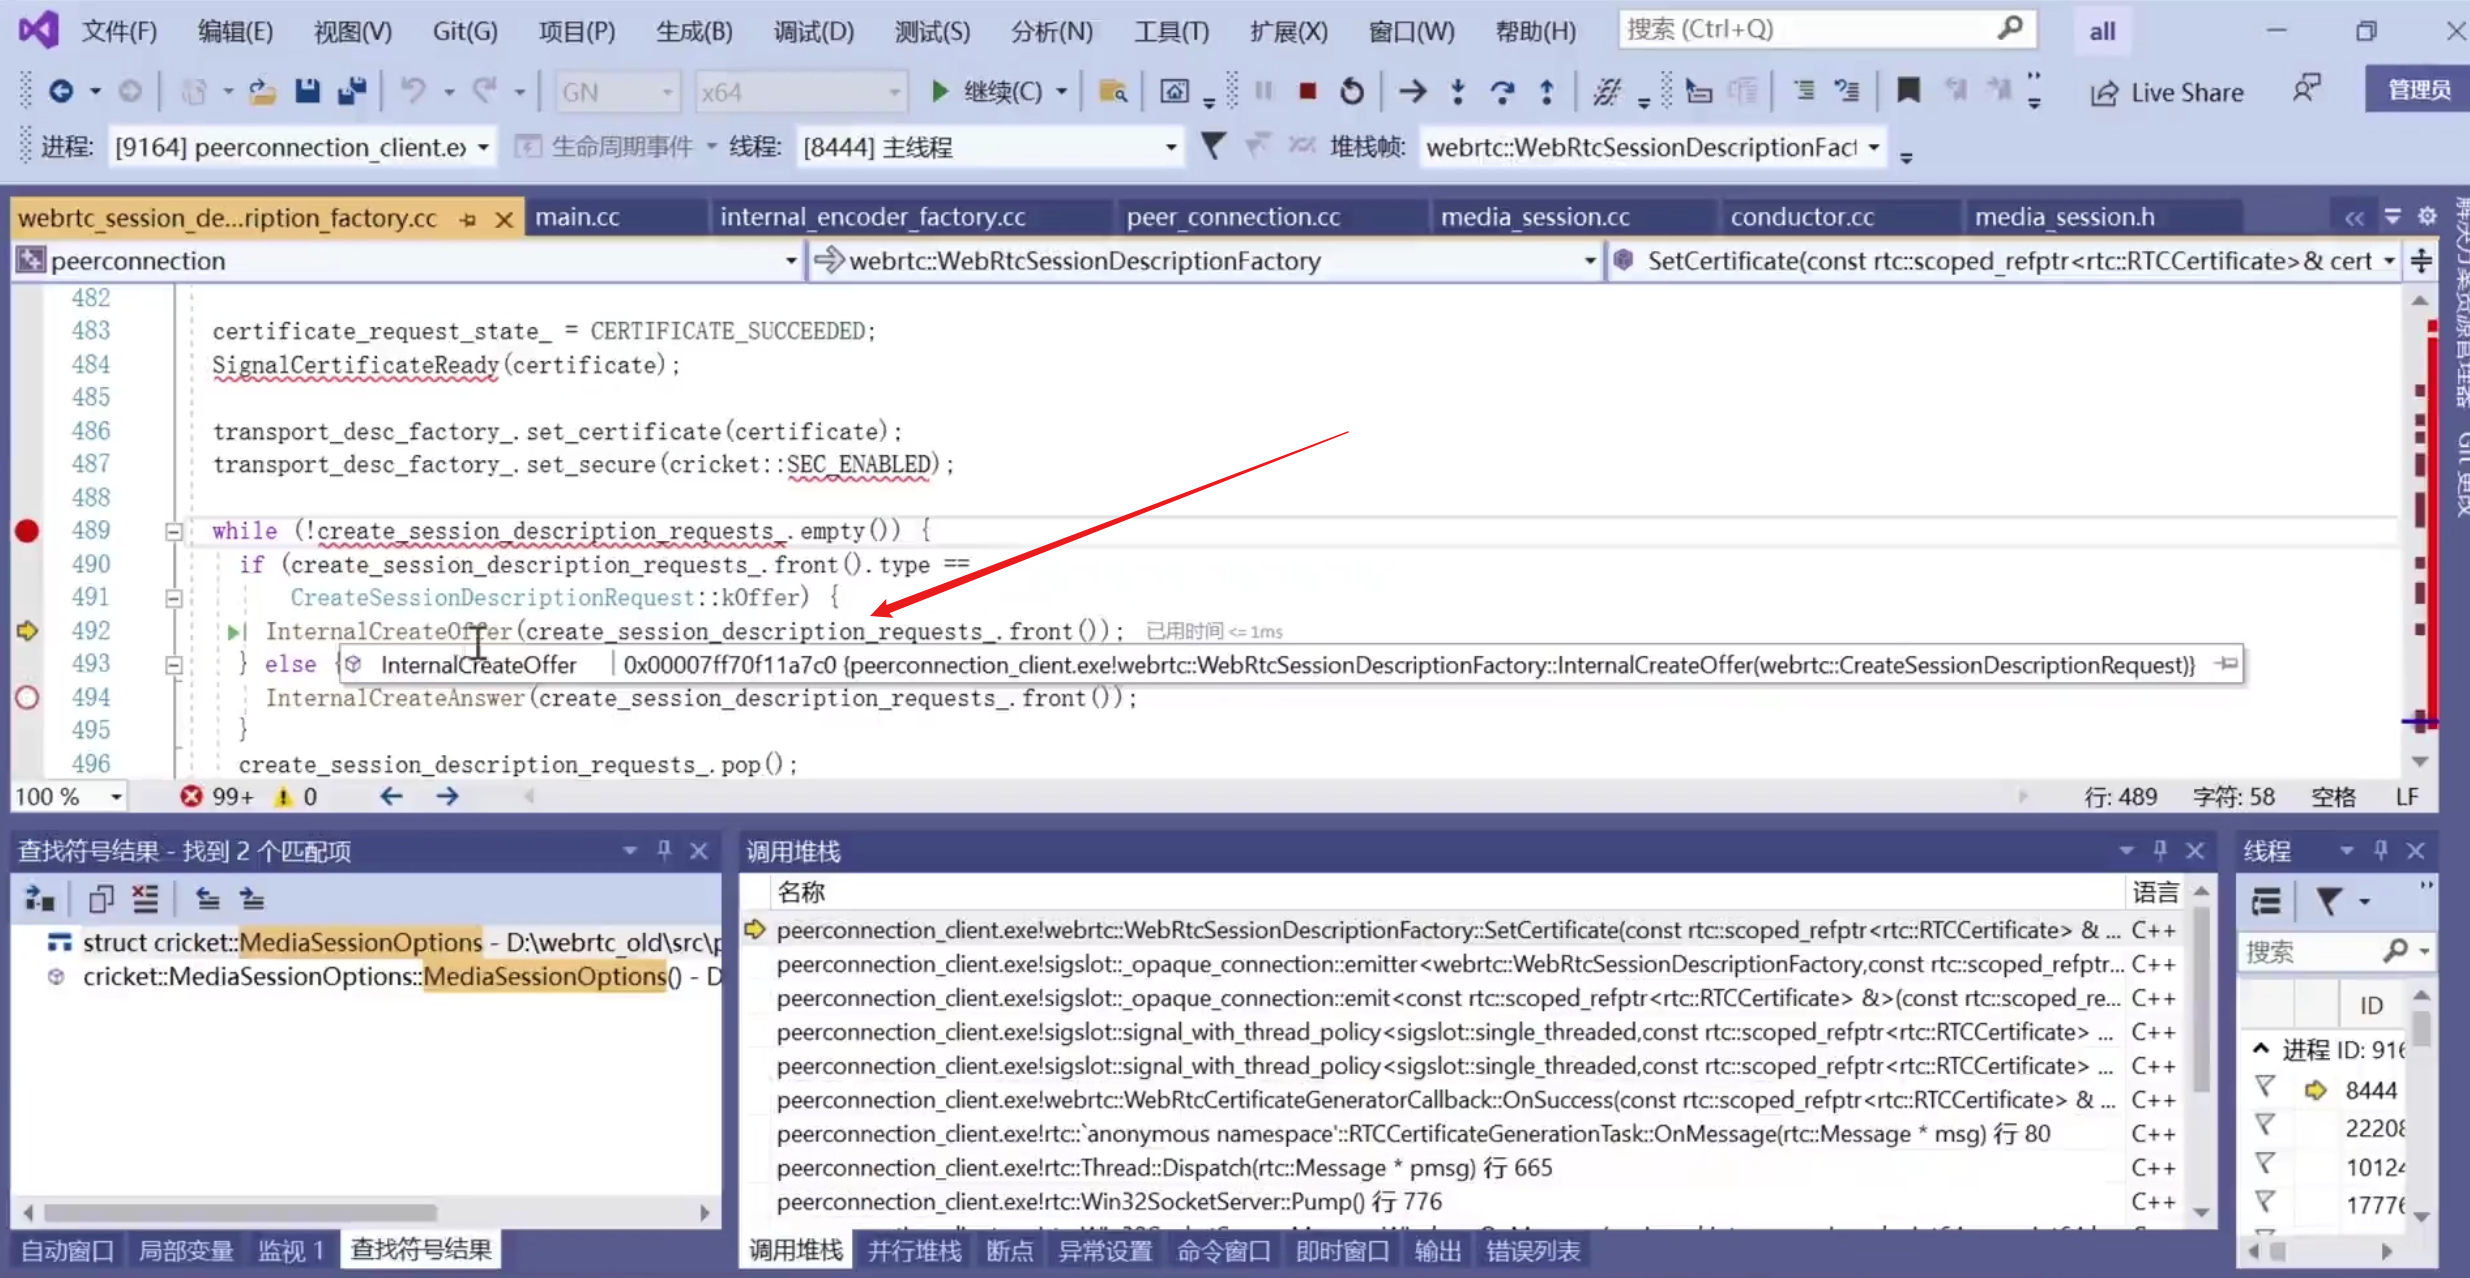 文件(F) 编辑(E) 视图(V) Git(G) 项目(P) 生成(B) 调试(D) 测试(S) 分析(N) 工具(T) 扩展(X) 窗口(W) 帮助(H) 搜索 (Ctrl+Q) all
GN x64 继续(C) Live Share 管理员
进程: [9164] peerconnection_client.ex 生命周期事件 线程: [8444] 主线程 堆栈帧: webrtc::WebRtcSessionDescriptionFact
webrtc_session_de...ription_factory.cc main.cc internal_encoder_factory.cc peer_connection.cc media_session.cc conductor.cc media_session.h
peerconnection webrtc::WebRtcSessionDescriptionFactory SetCertificate(const rtc::scoped_refptr<rtc::RTCCertificate>& cert
482
483 certificate_request_state_ = CERTIFICATE_SUCCEEDED;
484 SignalCertificateReady(certificate);
485
486 transport_desc_factory_.set_certificate(certificate);
487 transport_desc_factory_.set_secure(cricket::SEC_ENABLED);
488
489 while (!create_session_description_requests_.empty()) {
490 if (create_session_description_requests_.front().type ==
491 CreateSessionDescriptionRequest::kOffer) {
492 InternalCreateOffer(create_session_description_requests_.front()); 已用时间 <= 1ms
493 } else { InternalCreateOffer 0x00007ff70f11a7c0 {peerconnection_client.exe!webrtc::WebRtcSessionDescriptionFactory::InternalCreateOffer(webrtc::CreateSessionDescriptionRequest)}
494 InternalCreateAnswer(create_session_description_requests_.front());
495 }
496 create_session_description_requests_.pop();
100 % 99+ 0 行: 489 字符: 58 空格 LF
解决方案资源管理器
Git 更改
查找符号结果 - 找到 2 个匹配项
struct cricket::MediaSessionOptions - D:\webrtc_old\src\p
cricket::MediaSessionOptions::MediaSessionOptions() - D
自动窗口 局部变量 监视 1 查找符号结果
调用堆栈
名称 语言
peerconnection_client.exe!webrtc::WebRtcSessionDescriptionFactory::SetCertificate(const rtc::scoped_refptr<rtc::RTCCertificate> & ... C++
peerconnection_client.exe!sigslot::_opaque_connection::emitter<webrtc::WebRtcSessionDescriptionFactory,const rtc::scoped_refptr... C++
peerconnection_client.exe!sigslot::_opaque_connection::emit<const rtc::scoped_refptr<rtc::RTCCertificate> &>(const rtc::scoped_re... C++
peerconnection_client.exe!sigslot::signal_with_thread_policy<sigslot::single_threaded,const rtc::scoped_refptr<rtc::RTCCertificate> ... C++
peerconnection_client.exe!sigslot::signal_with_thread_policy<sigslot::single_threaded,const rtc::scoped_refptr<rtc::RTCCertificate> ... C++
peerconnection_client.exe!webrtc::WebRtcCertificateGeneratorCallback::OnSuccess(const rtc::scoped_refptr<rtc::RTCCertificate> & ... C++
peerconnection_client.exe!rtc::`anonymous namespace'::RTCCertificateGenerationTask::OnMessage(rtc::Message * msg) 行 80 C++
peerconnection_client.exe!rtc::Thread::Dispatch(rtc::Message * pmsg) 行 665 C++
peerconnection_client.exe!rtc::Win32SocketServer::Pump() 行 776 C++
调用堆栈 并行堆栈 断点 异常设置 命令窗口 即时窗口 输出 错误列表
线程
搜索
ID
进程 ID: 916
8444
22208
10124
17776